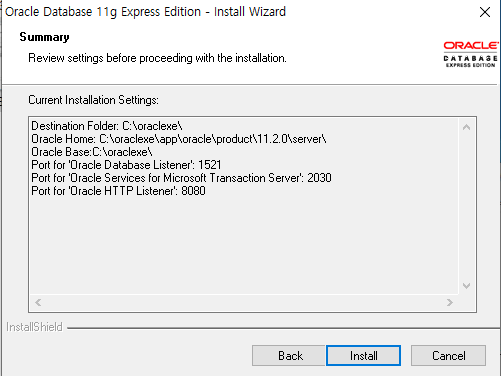 Oracle Database 11g Express Edition - Install Wizard
Summary
Review settings before proceeding with the installation.
ORACLE
DATABASE
EXPRESS EDITION
Current Installation Settings:
Destination Folder: C:\oraclexe\
Oracle Home: C:\oraclexe\app\oracle\product\11.2.0\server\
Oracle Base:C:\oraclexe\
Port for 'Oracle Database Listener': 1521
Port for 'Oracle Services for Microsoft Transaction Server': 2030
Port for 'Oracle HTTP Listener': 8080
InstallShield
Back
Install
Cancel